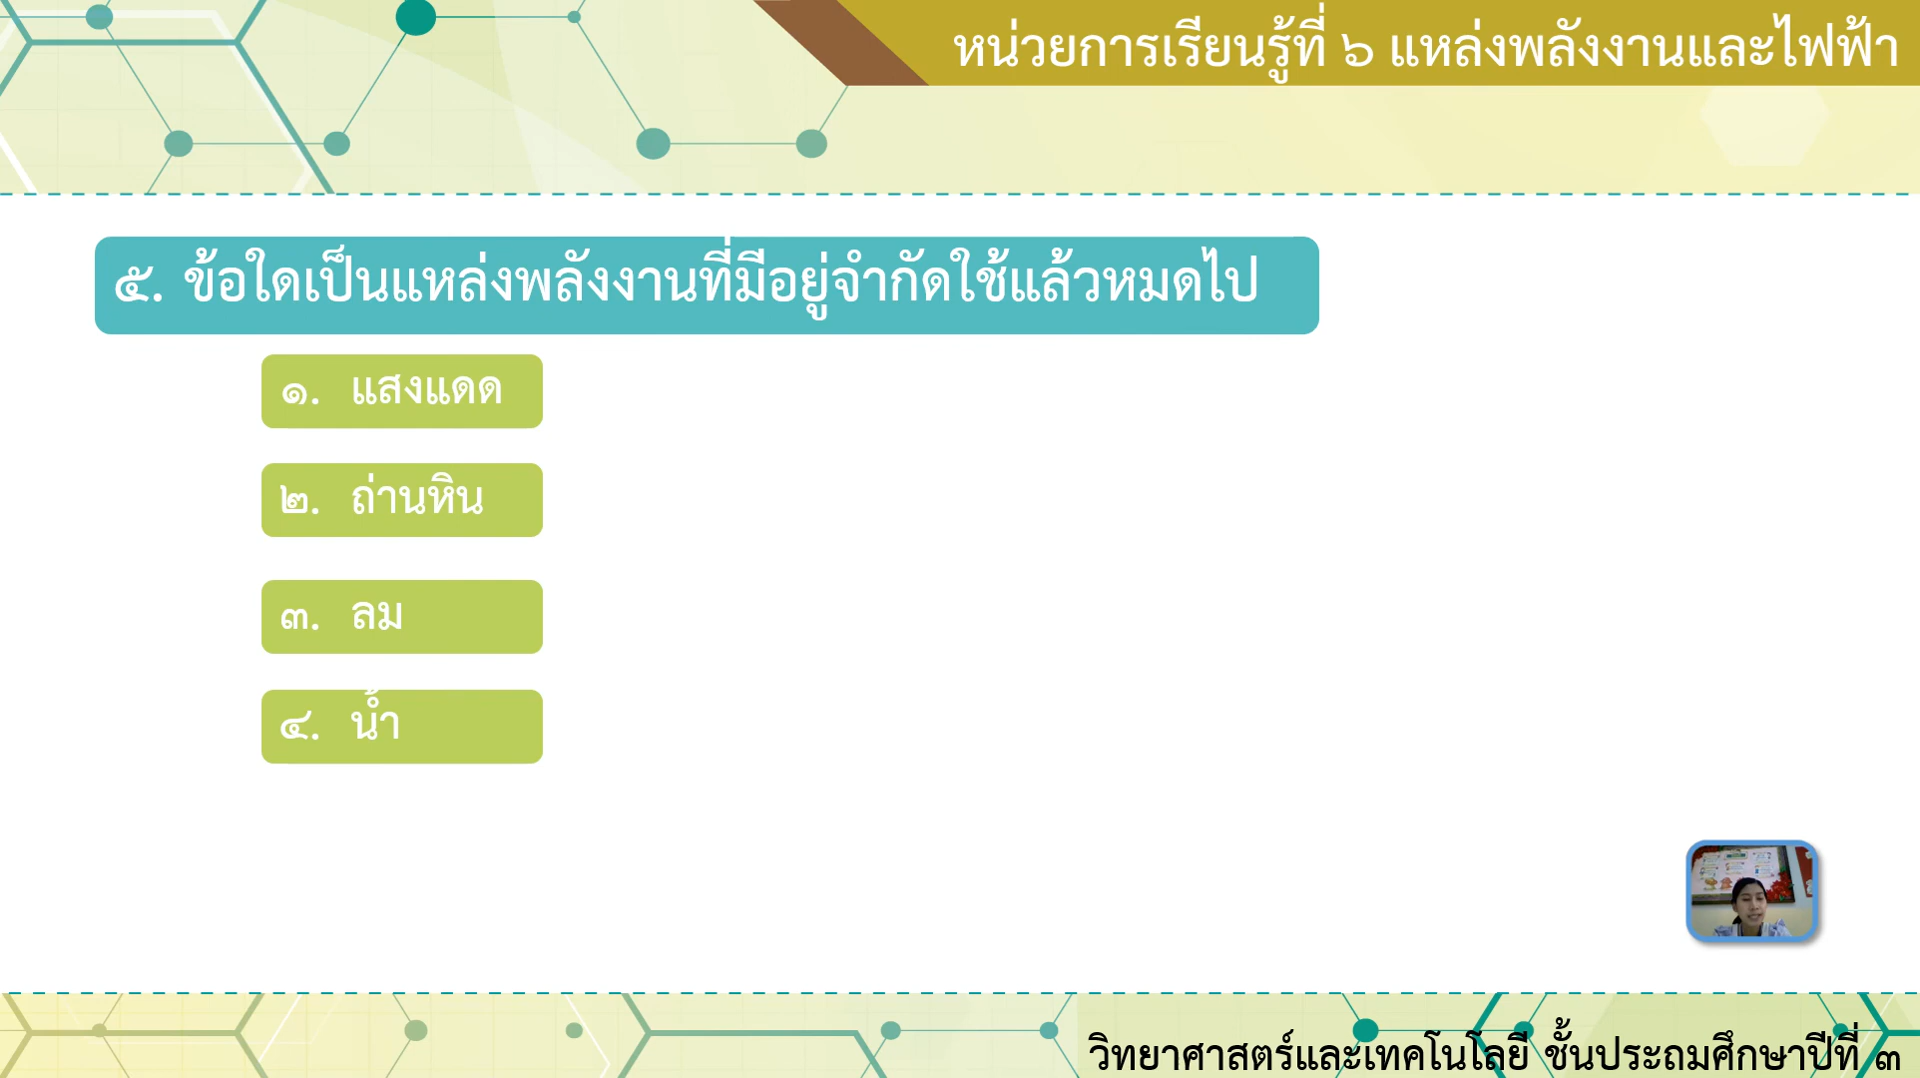 หน่วยการเรียนรู้ที่ ๖ แหล่งพลังงานและไฟฟ้า
๕. ข้อใดเป็นแหล่งพลังงานที่มีอยู่จำกัดใช้แล้วหมดไป
๑. แสงแดด
๒. ถ่านหิน
๓. ลม
๔. น้ำ
วิทยาศาสตร์และเทคโนโลยี ชั้นประถมศึกษาปีที่ ๓